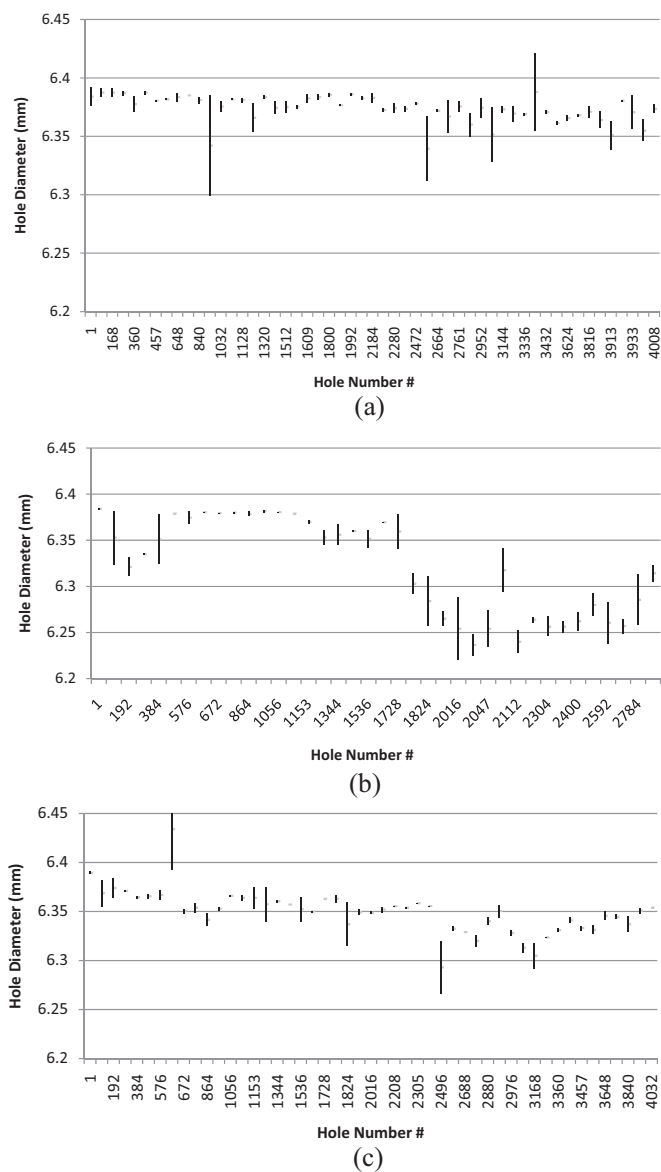 6.45
6.4
6.35
6.3
6.25
6.2
Hole Diameter (mm)
1 168 360 457 648 840 1032 1128 1320 1512 1609 1800 1992 2184 2280 2472 2664 2761 2952 3144 3336 3432 3624 3816 3913 3933 4008
Hole Number #
(a)
6.45
6.4
6.35
6.3
6.25
6.2
Hole Diameter (mm)
1 192 384 576 672 864 1056 1153 1344 1536 1728 1824 2016 2047 2112 2304 2400 2592 2784
Hole Number #
(b)
6.45
6.4
6.35
6.3
6.25
6.2
Hole Diameter (mm)
1 192 384 576 672 864 1056 1153 1344 1536 1728 1824 2016 2208 2305 2496 2688 2880 2976 3168 3360 3457 3648 3840 4032
Hole Number #
(c)